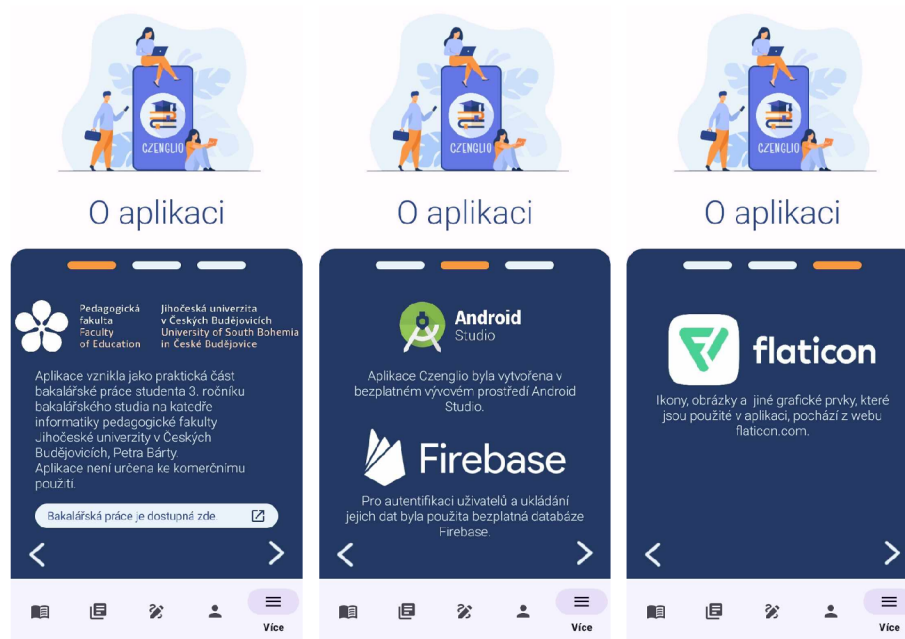 CZENGLIO
O aplikaci
Pedagogická
fakulta
Faculty
of Education
Jihočeská univerzita
v Českých Budějovicích
University of South Bohemia
in České Budějovice
Aplikace vznikla jako praktická část
bakalářské práce studenta 3. ročníku
bakalářského studia na katedře
informatiky pedagogické fakulty
Jihočeské univerzity v Českých
Budějovicích, Petra Bárty.
Aplikace není určena ke komerčnímu
použití.
Bakalářská práce je dostupná zde.
Více
CZENGLIO
O aplikaci
Android
Studio
Aplikace Czenglio byla vytvořena v
bezplatném vývovém prostředí Android
Studio.
Firebase
Pro autentifikaci uživatelů a ukládání
jejich dat byla použita bezplatná databáze
Firebase.
Více
CZENGLIO
O aplikaci
flaticon
Ikony, obrázky a jiné grafické prvky, které
jsou použité v aplikaci, pochází z webu
flaticon.com.
Více